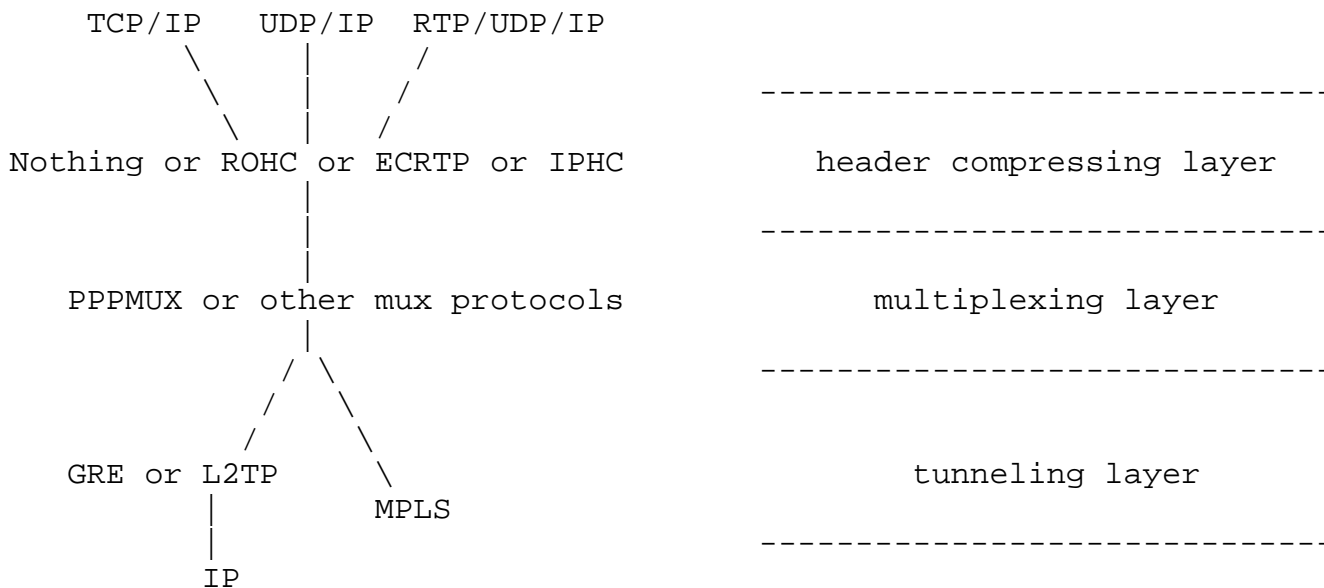 TCP/IP UDP/IP RTP/UDP/IP
Nothing or ROHC or ECRTP or IPHC header compressing layer
PPPMUX or other mux protocols multiplexing layer
GRE or L2TP tunneling layer
MPLS
IP